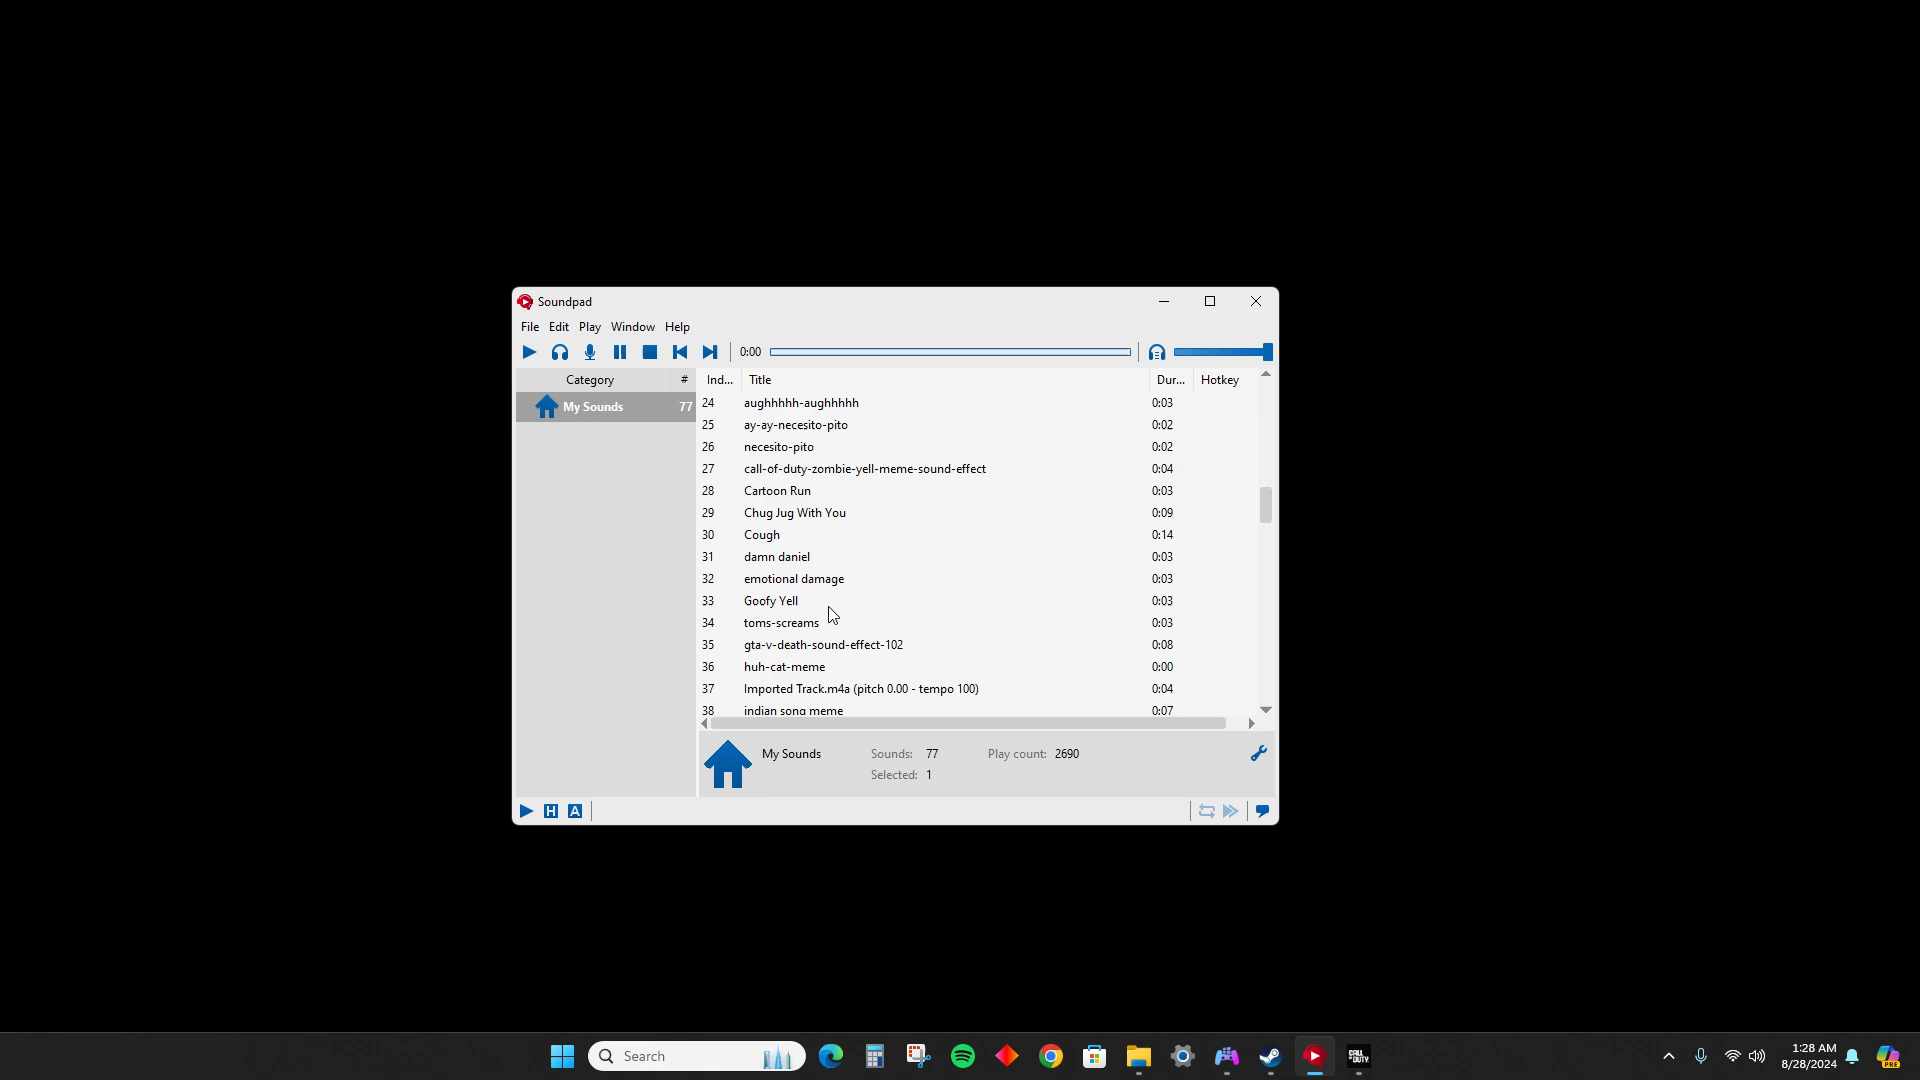 Soundpad
File Edit Play Window Help
0:00
Category # Ind... Title Dur... Hotkey
My Sounds 77
24 aughhhhh-aughhhhh 0:03
25 ay-ay-necesito-pito 0:02
26 necesito-pito 0:02
27 call-of-duty-zombie-yell-meme-sound-effect 0:04
28 Cartoon Run 0:03
29 Chug Jug With You 0:09
30 Cough 0:14
31 damn daniel 0:03
32 emotional damage 0:03
33 Goofy Yell 0:03
34 toms-screams 0:03
35 gta-v-death-sound-effect-102 0:08
36 huh-cat-meme 0:00
37 Imported Track.m4a (pitch 0.00 - tempo 100) 0:04
38 indian song meme 0:07
My Sounds Sounds: 77 Play count: 2690
Selected: 1
H A
Search
CALL DUTY
1:28 AM
8/28/2024
PRE